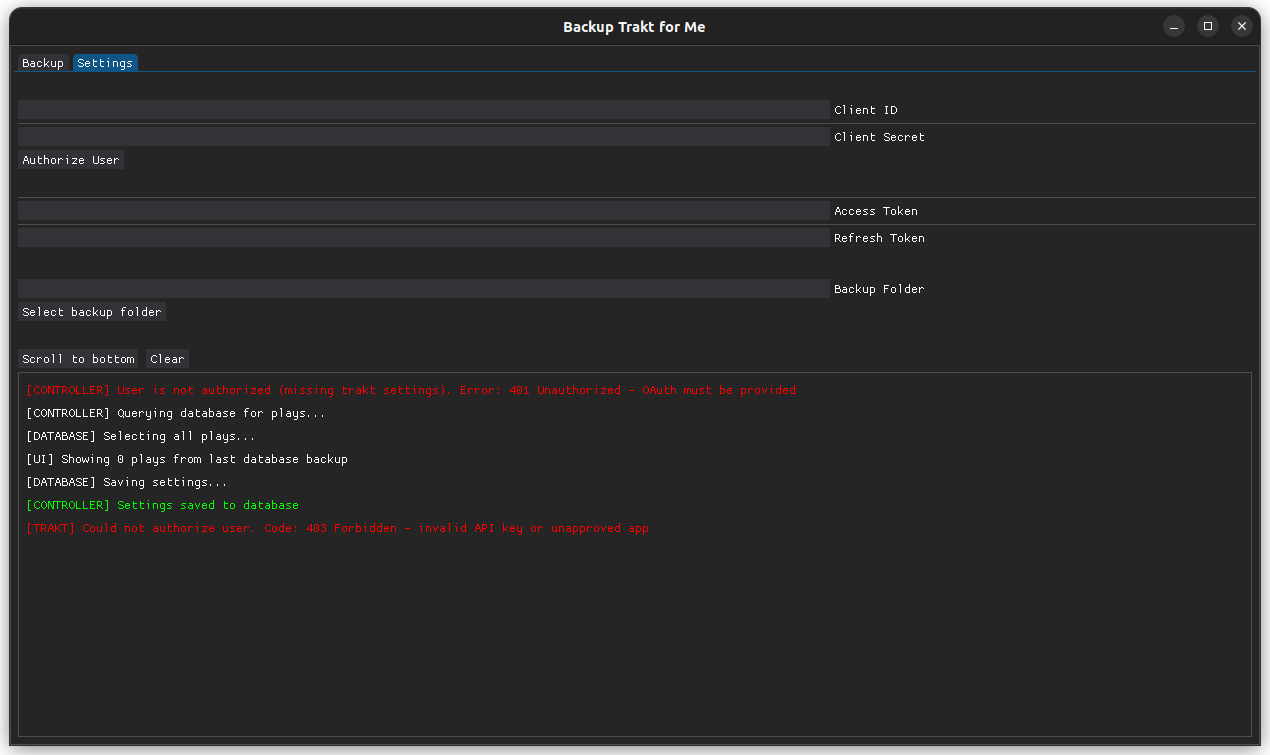 Backup Trakt for Me
Backup Settings
Client ID
Client Secret
Authorize User
Access Token
Refresh Token
Backup Folder
Select backup folder
Scroll to bottom Clear
[CONTROLLER] User is not authorized (missing trakt settings). Error: 401 Unauthorized - OAuth must be provided
[CONTROLLER] Querying database for plays...
[DATABASE] Selecting all plays...
[UI] Showing 0 plays from last database backup
[DATABASE] Saving settings...
[CONTROLLER] Settings saved to database
[TRAKT] Could not authorize user. Code: 403 Forbidden - invalid API key or unapproved app